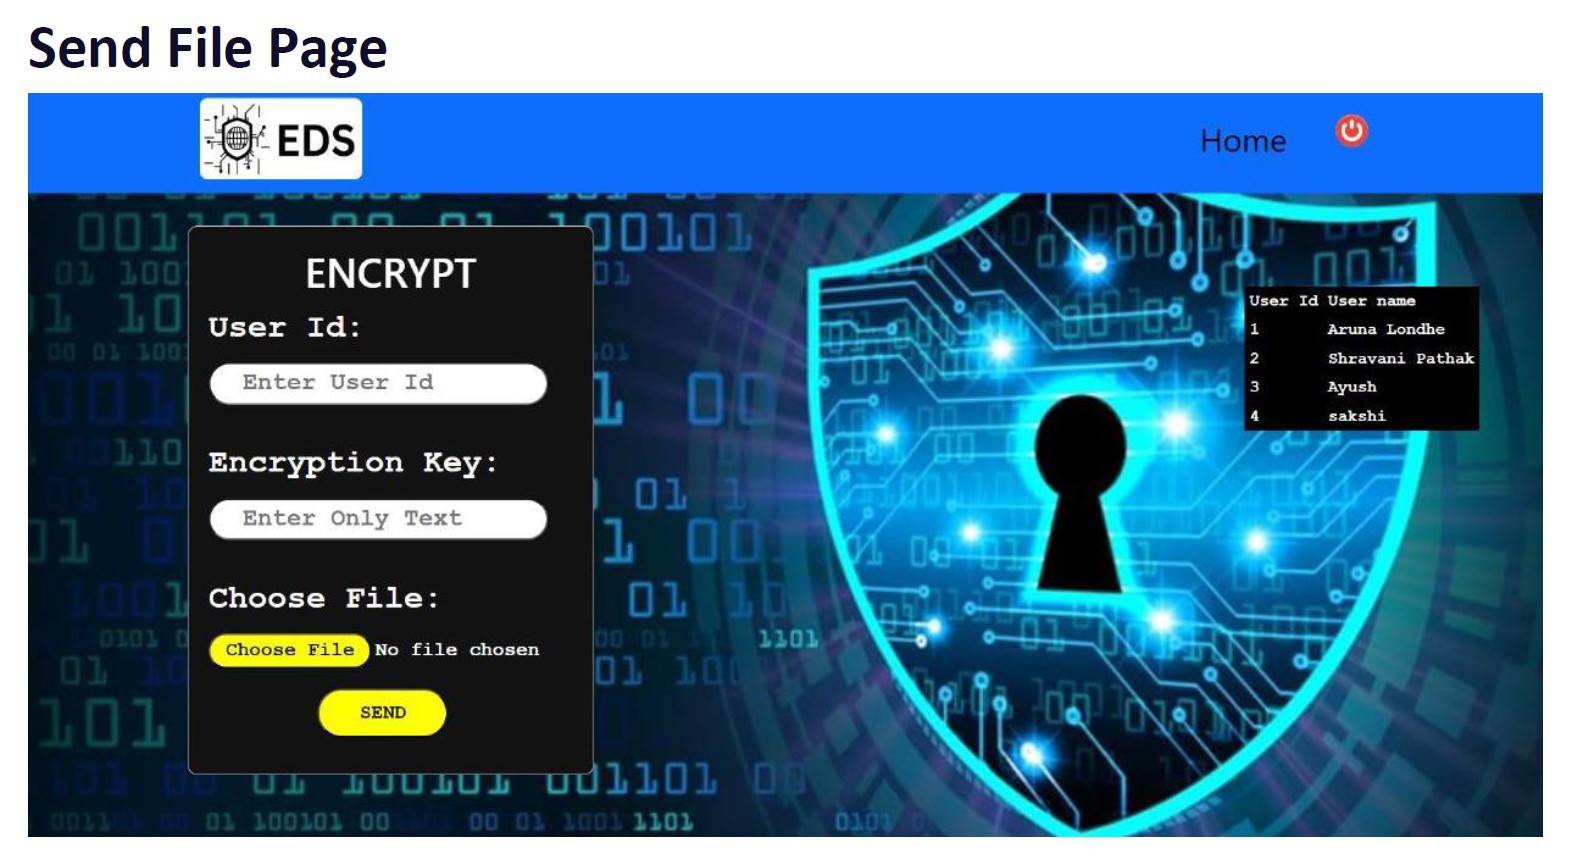 Send File Page
EDS
Home
ENCRYPT
User Id:
Enter User Id
Encryption Key:
Enter Only Text
Choose File:
Choose File No file chosen
SEND
User Id User name
1 Aruna Londhe
2 Shravani Pathak
3 Ayush
4 sakshi